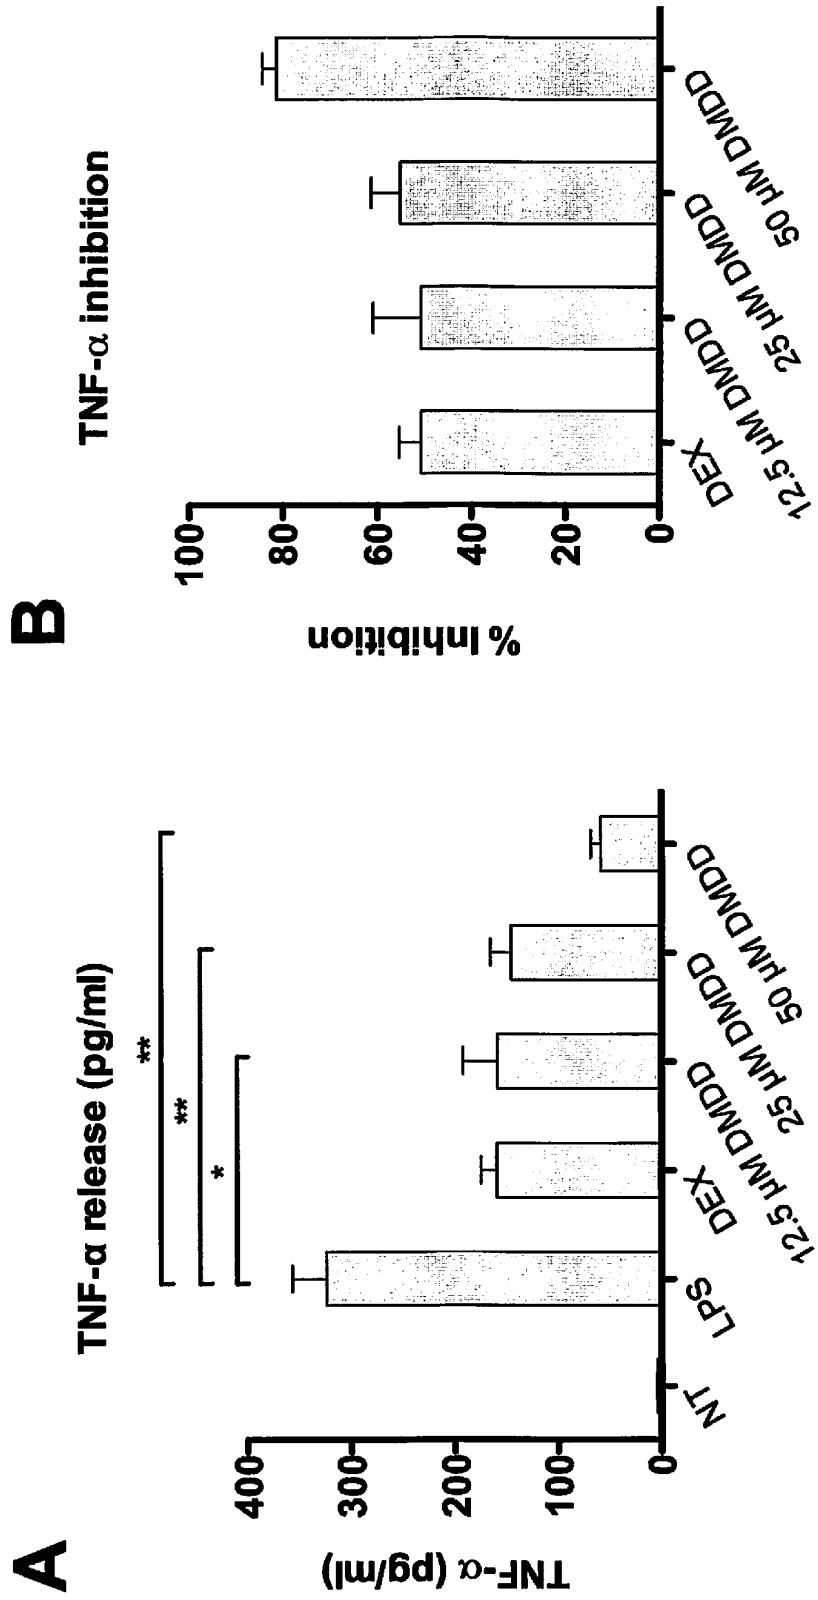 A
TNF-α release (pg/ml)
**
**
*
TNF-α (pg/ml)
400
300
200
100
0
NT
LPS
DEX
12.5 µM DMDD
25 µM DMDD
50 µM DMDD
B
TNF-α inhibition
% Inhibition
100
80
60
40
20
0
DEX
12.5 µM DMDD
25 µM DMDD
50 µM DMDD